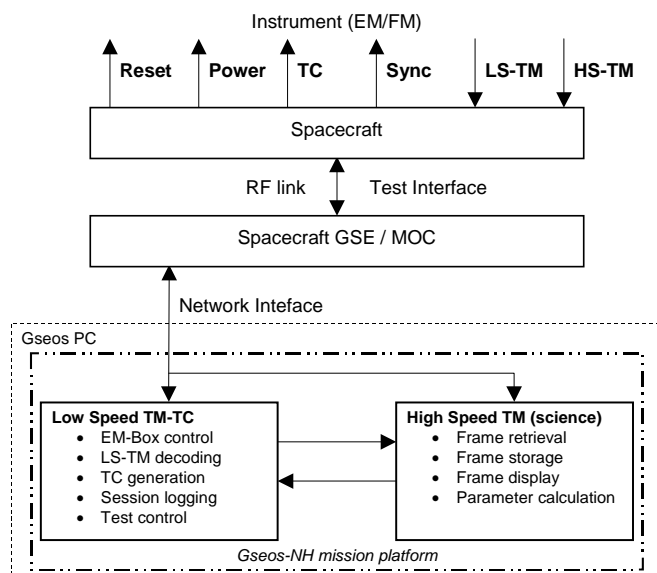 Instrument (EM/FM)
Reset Power TC Sync LS-TM HS-TM
Spacecraft
RF link Test Interface
Spacecraft GSE / MOC
Network Inteface
Gseos PC
Low Speed TM-TC
• EM-Box control
• LS-TM decoding
• TC generation
• Session logging
• Test control
High Speed TM (science)
• Frame retrieval
• Frame storage
• Frame display
• Parameter calculation
Gseos-NH mission platform